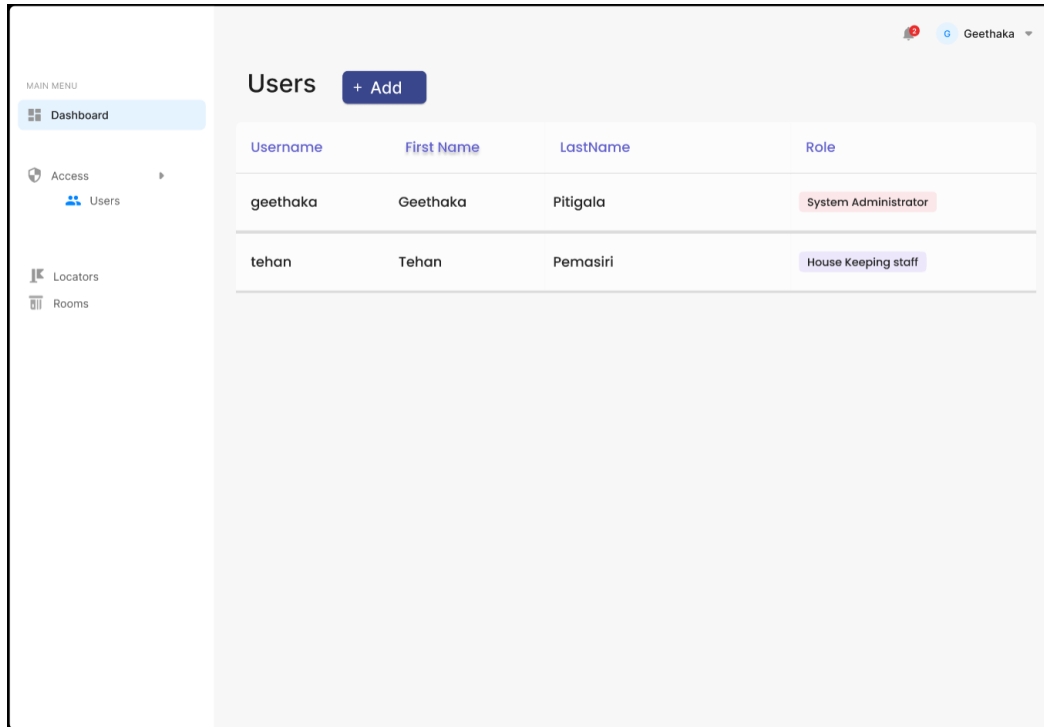 2
G Geethaka
MAIN MENU
Dashboard
Access
Users
Locators
Rooms
Users
+ Add
Username First Name LastName Role
geethaka Geethaka Pitigala System Administrator
tehan Tehan Pemasiri House Keeping staff